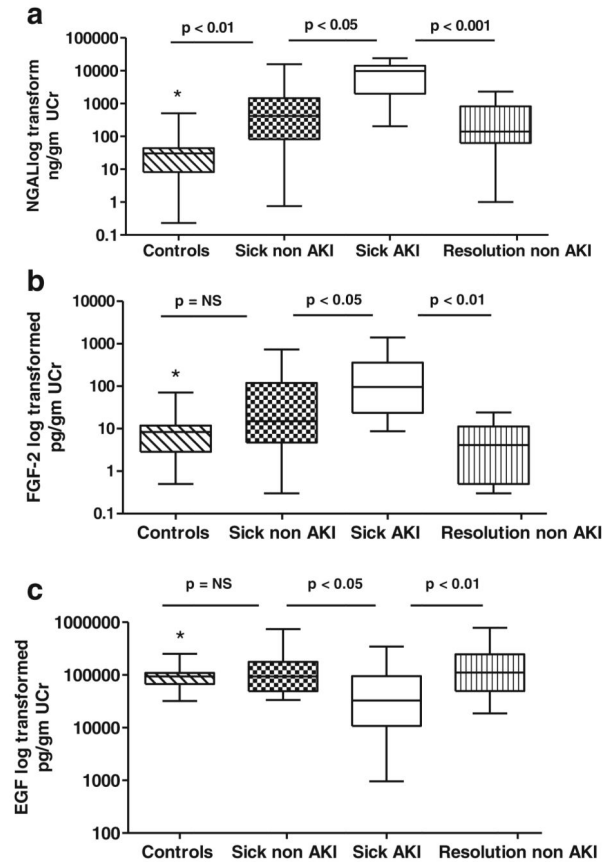 a
p < 0.01
p < 0.05
p < 0.001
NGALlog transform
ng/gm UCr
100000
10000
1000
100
10
1
0.1
*
Controls
Sick non AKI
Sick AKI
Resolution non AKI
b
p = NS
p < 0.05
p < 0.01
FGF-2 log transformed
pg/gm UCr
10000
1000
100
10
1
0.1
*
Controls
Sick non AKI
Sick AKI
Resolution non AKI
c
p = NS
p < 0.05
p < 0.01
EGF log transformed
pg/gm UCr
1000000
100000
10000
1000
100
*
Controls
Sick non AKI
Sick AKI
Resolution non AKI